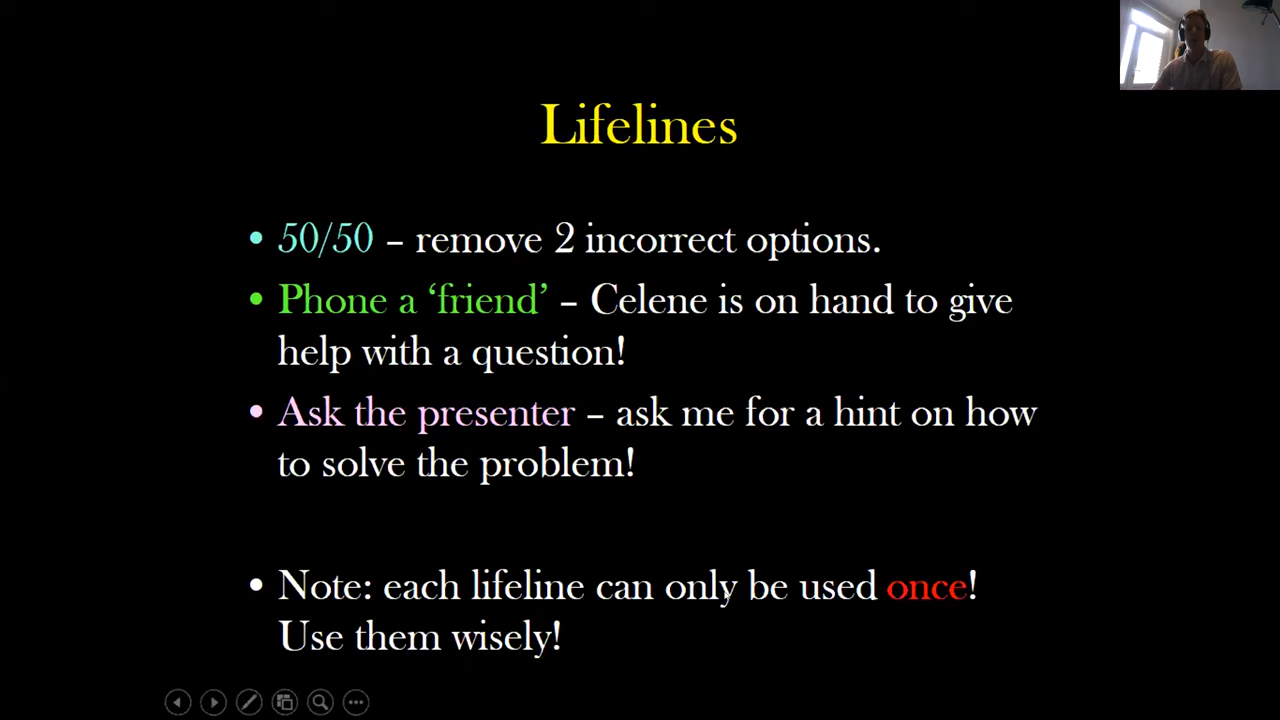 Lifelines
• 50/50 – remove 2 incorrect options.
• Phone a ‘friend’ – Celene is on hand to give
help with a question!
• Ask the presenter – ask me for a hint on how
to solve the problem!
• Note: each lifeline can only be used once!
Use them wisely!